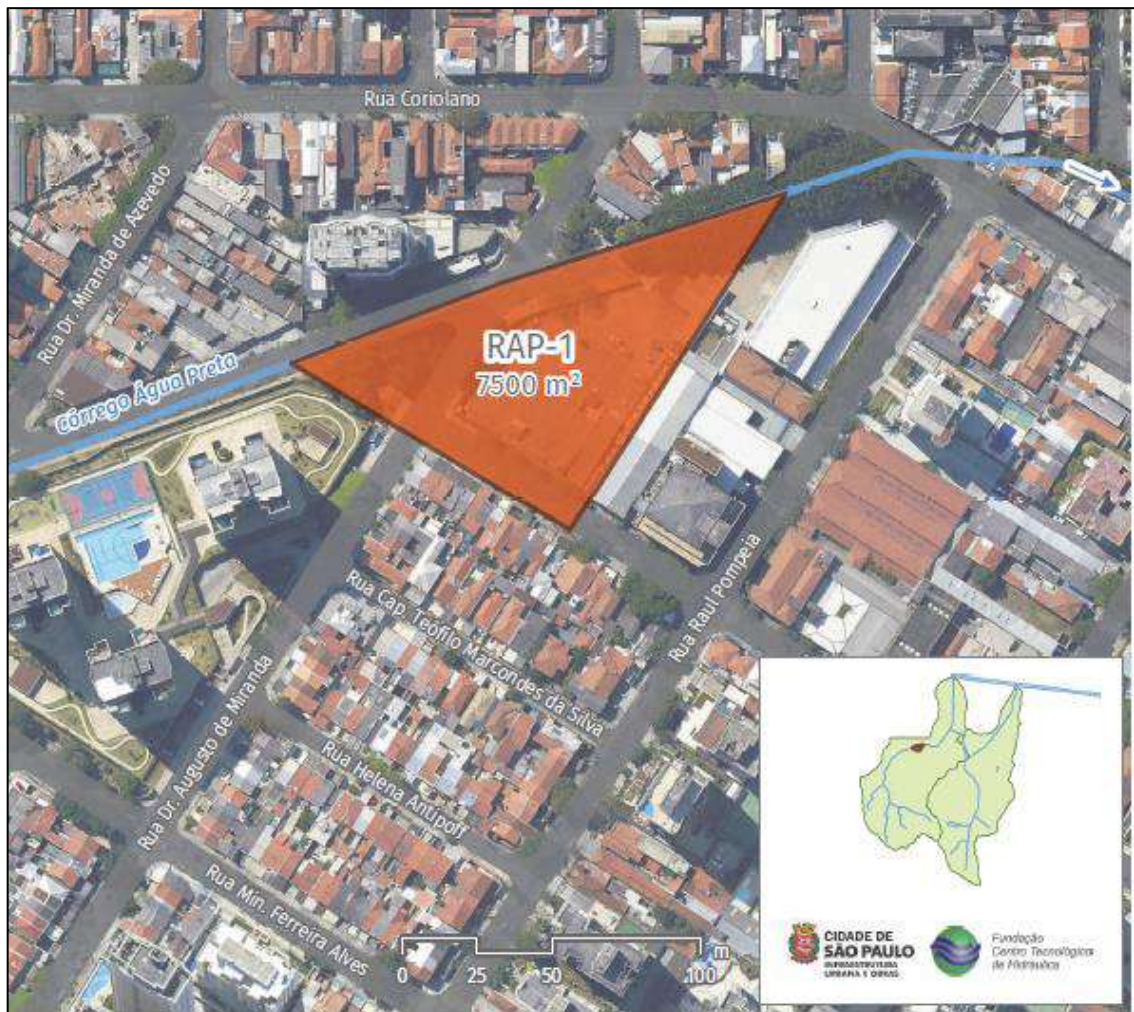 Rua Coriolano
Rua Dr. Miranda de Azevedo
córrego Água Preta
RAP-1
7500 m²
Rua Cap. Teófilo Marcondes da Silva
Rua Raul Pompeia
Rua Dr. Augusto de Miranda
Rua Helena Antipoff
Rua Min. Ferreira Alves
m
0 25 50 100
CIDADE DE
SÃO PAULO
INFRAESTRUTURA
URBANA E OBRAS
Fundação
Centro Tecnológico
de Hidráulica